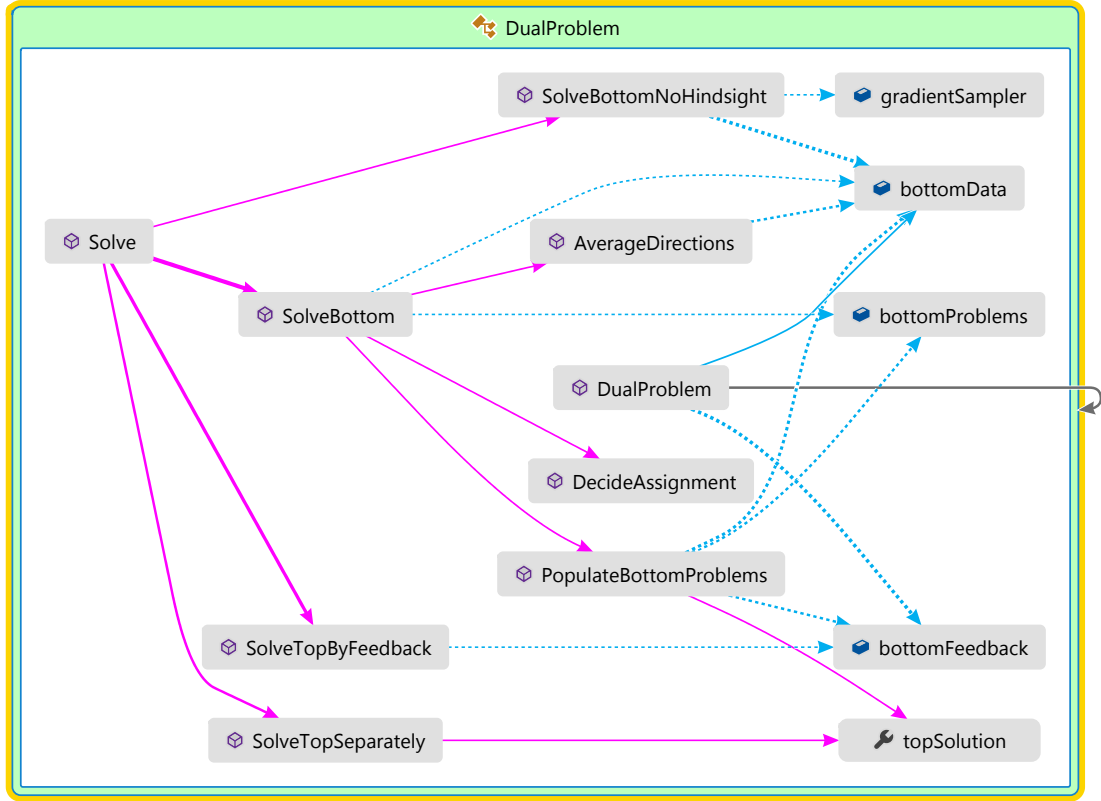 DualProblem
SolveBottomNoHindsight
gradientSampler
bottomData
Solve
AverageDirections
SolveBottom
bottomProblems
DualProblem
DecideAssignment
PopulateBottomProblems
SolveTopByFeedback
bottomFeedback
SolveTopSeparately
topSolution